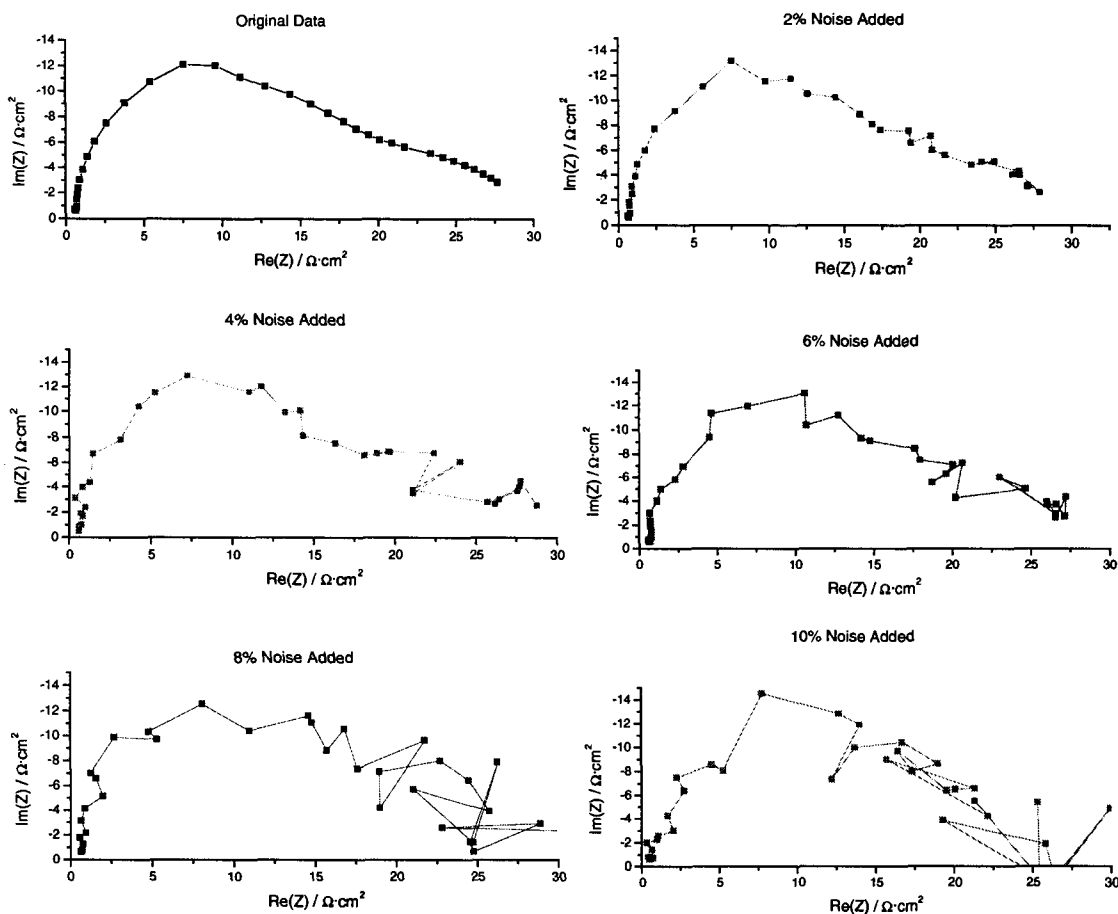 Original Data
-14
-12
-10
-8
-6
-4
-2
0
Im(Z) / Ω·cm²
0 5 10 15 20 25 30
Re(Z) / Ω·cm²
2% Noise Added
-14
-12
-10
-8
-6
-4
-2
0
Im(Z) / Ω·cm²
0 5 10 15 20 25 30
Re(Z) / Ω·cm²
4% Noise Added
-14
-12
-10
-8
-6
-4
-2
0
Im(Z) / Ω·cm²
0 5 10 15 20 25 30
Re(Z) / Ω·cm²
6% Noise Added
-14
-12
-10
-8
-6
-4
-2
0
Im(Z) / Ω·cm²
0 5 10 15 20 25 30
Re(Z) / Ω·cm²
8% Noise Added
-14
-12
-10
-8
-6
-4
-2
0
Im(Z) / Ω·cm²
0 5 10 15 20 25 30
Re(Z) / Ω·cm²
10% Noise Added
-14
-12
-10
-8
-6
-4
-2
0
Im(Z) / Ω·cm²
0 5 10 15 20 25 30
Re(Z) / Ω·cm²